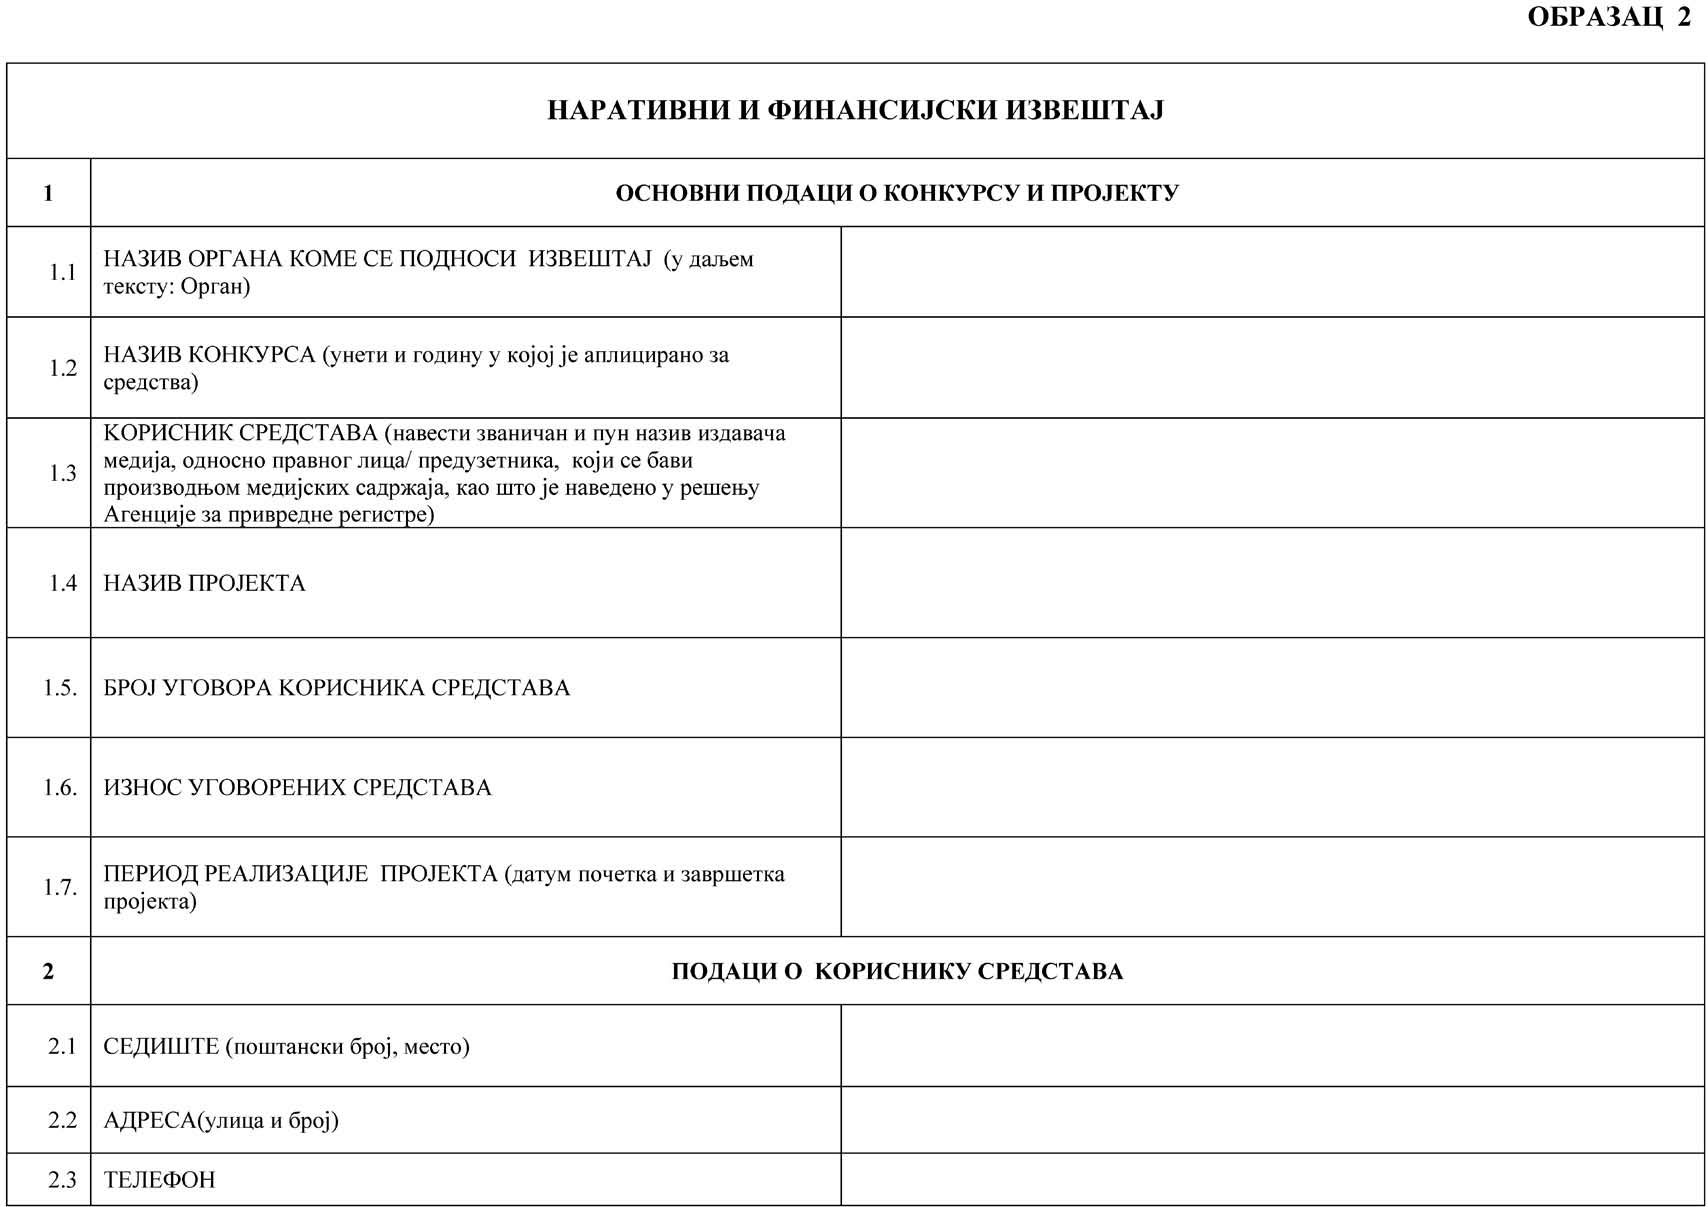 ОБРАЗАЦ 2
НАРАТИВНИ И ФИНАНСИЈСКИ ИЗВЕШТАЈ
1 ОСНОВНИ ПОДАЦИ О КОНКУРСУ И ПРОЈЕКТУ
1.1 НАЗИВ ОРГАНА КОМЕ СЕ ПОДНОСИ ИЗВЕШТАЈ (у даљем
тексту: Орган)
1.2 НАЗИВ КОНКУРСА (унети и годину у којој је аплицирано за
средства)
1.3 КОРИСНИК СРЕДСТАВА (навести званичан и пун назив издавача
медија, односно правног лица/ предузетника, који се бави
производњом медијских садржаја, као што је наведено у решењу
Агенције за привредне регистре)
1.4 НАЗИВ ПРОЈЕКТА
1.5. БРОЈ УГОВОРА КОРИСНИКА СРЕДСТАВА
1.6. ИЗНОС УГОВОРЕНИХ СРЕДСТАВА
1.7. ПЕРИОД РЕАЛИЗАЦИЈЕ ПРОЈЕКТА (датум почетка и завршетка
пројекта)
2 ПОДАЦИ О КОРИСНИКУ СРЕДСТАВА
2.1 СЕДИШТЕ (поштански број, место)
2.2 АДРЕСА(улица и број)
2.3 ТЕЛЕФОН